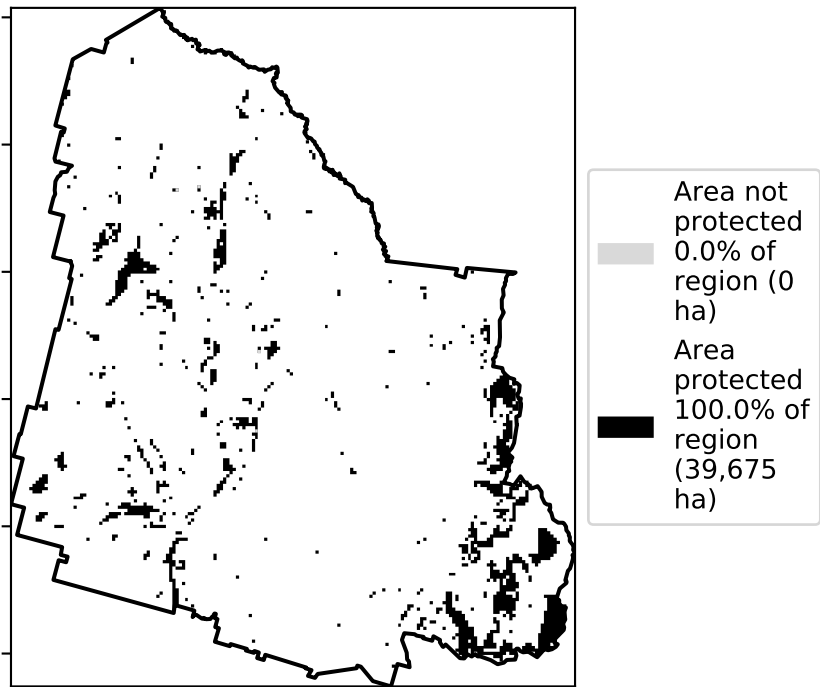 Area not
protected
0.0% of
region (0
ha)
Area
protected
100.0% of
region
(39,675
ha)